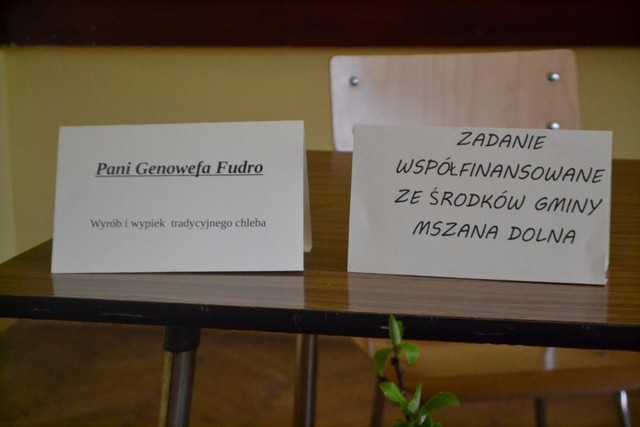 Pani Genowefa Fudro
Wyrób i wypiek tradycyjnego chleba
ZADANIE
WSPÓŁFINANSOWANE
ZE ŚRODKÓW GMINY
MSZANA DOLNA